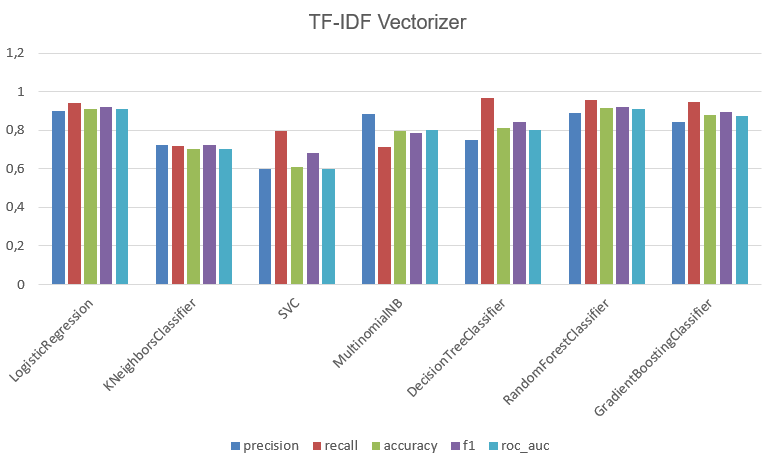 TF-IDF Vectorizer
1,2
1
0,8
0,6
0,4
0,2
0
LogisticRegression
KNeighborsClassifier
SVC
MultinomialNB
DecisionTreeClassifier
RandomForestClassifier
GradientBoostingClassifier
precision recall accuracy f1 roc_auc